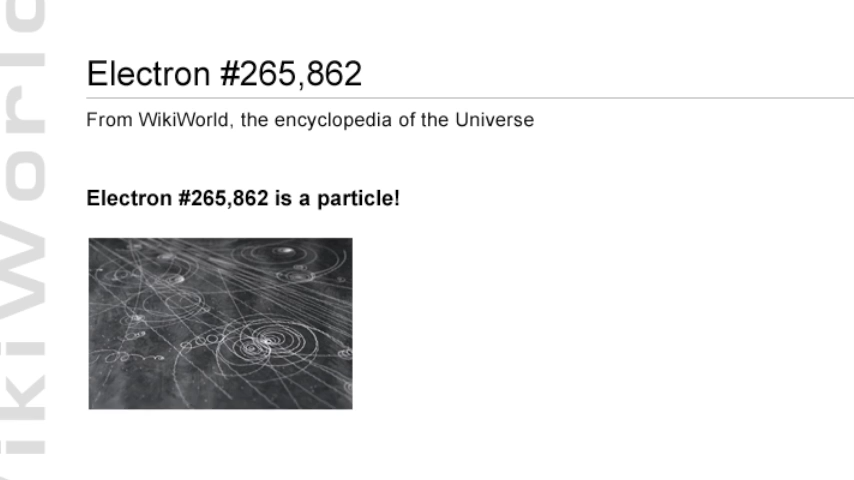 WikiWorld
Electron #265,862
From WikiWorld, the encyclopedia of the Universe
Electron #265,862 is a particle!